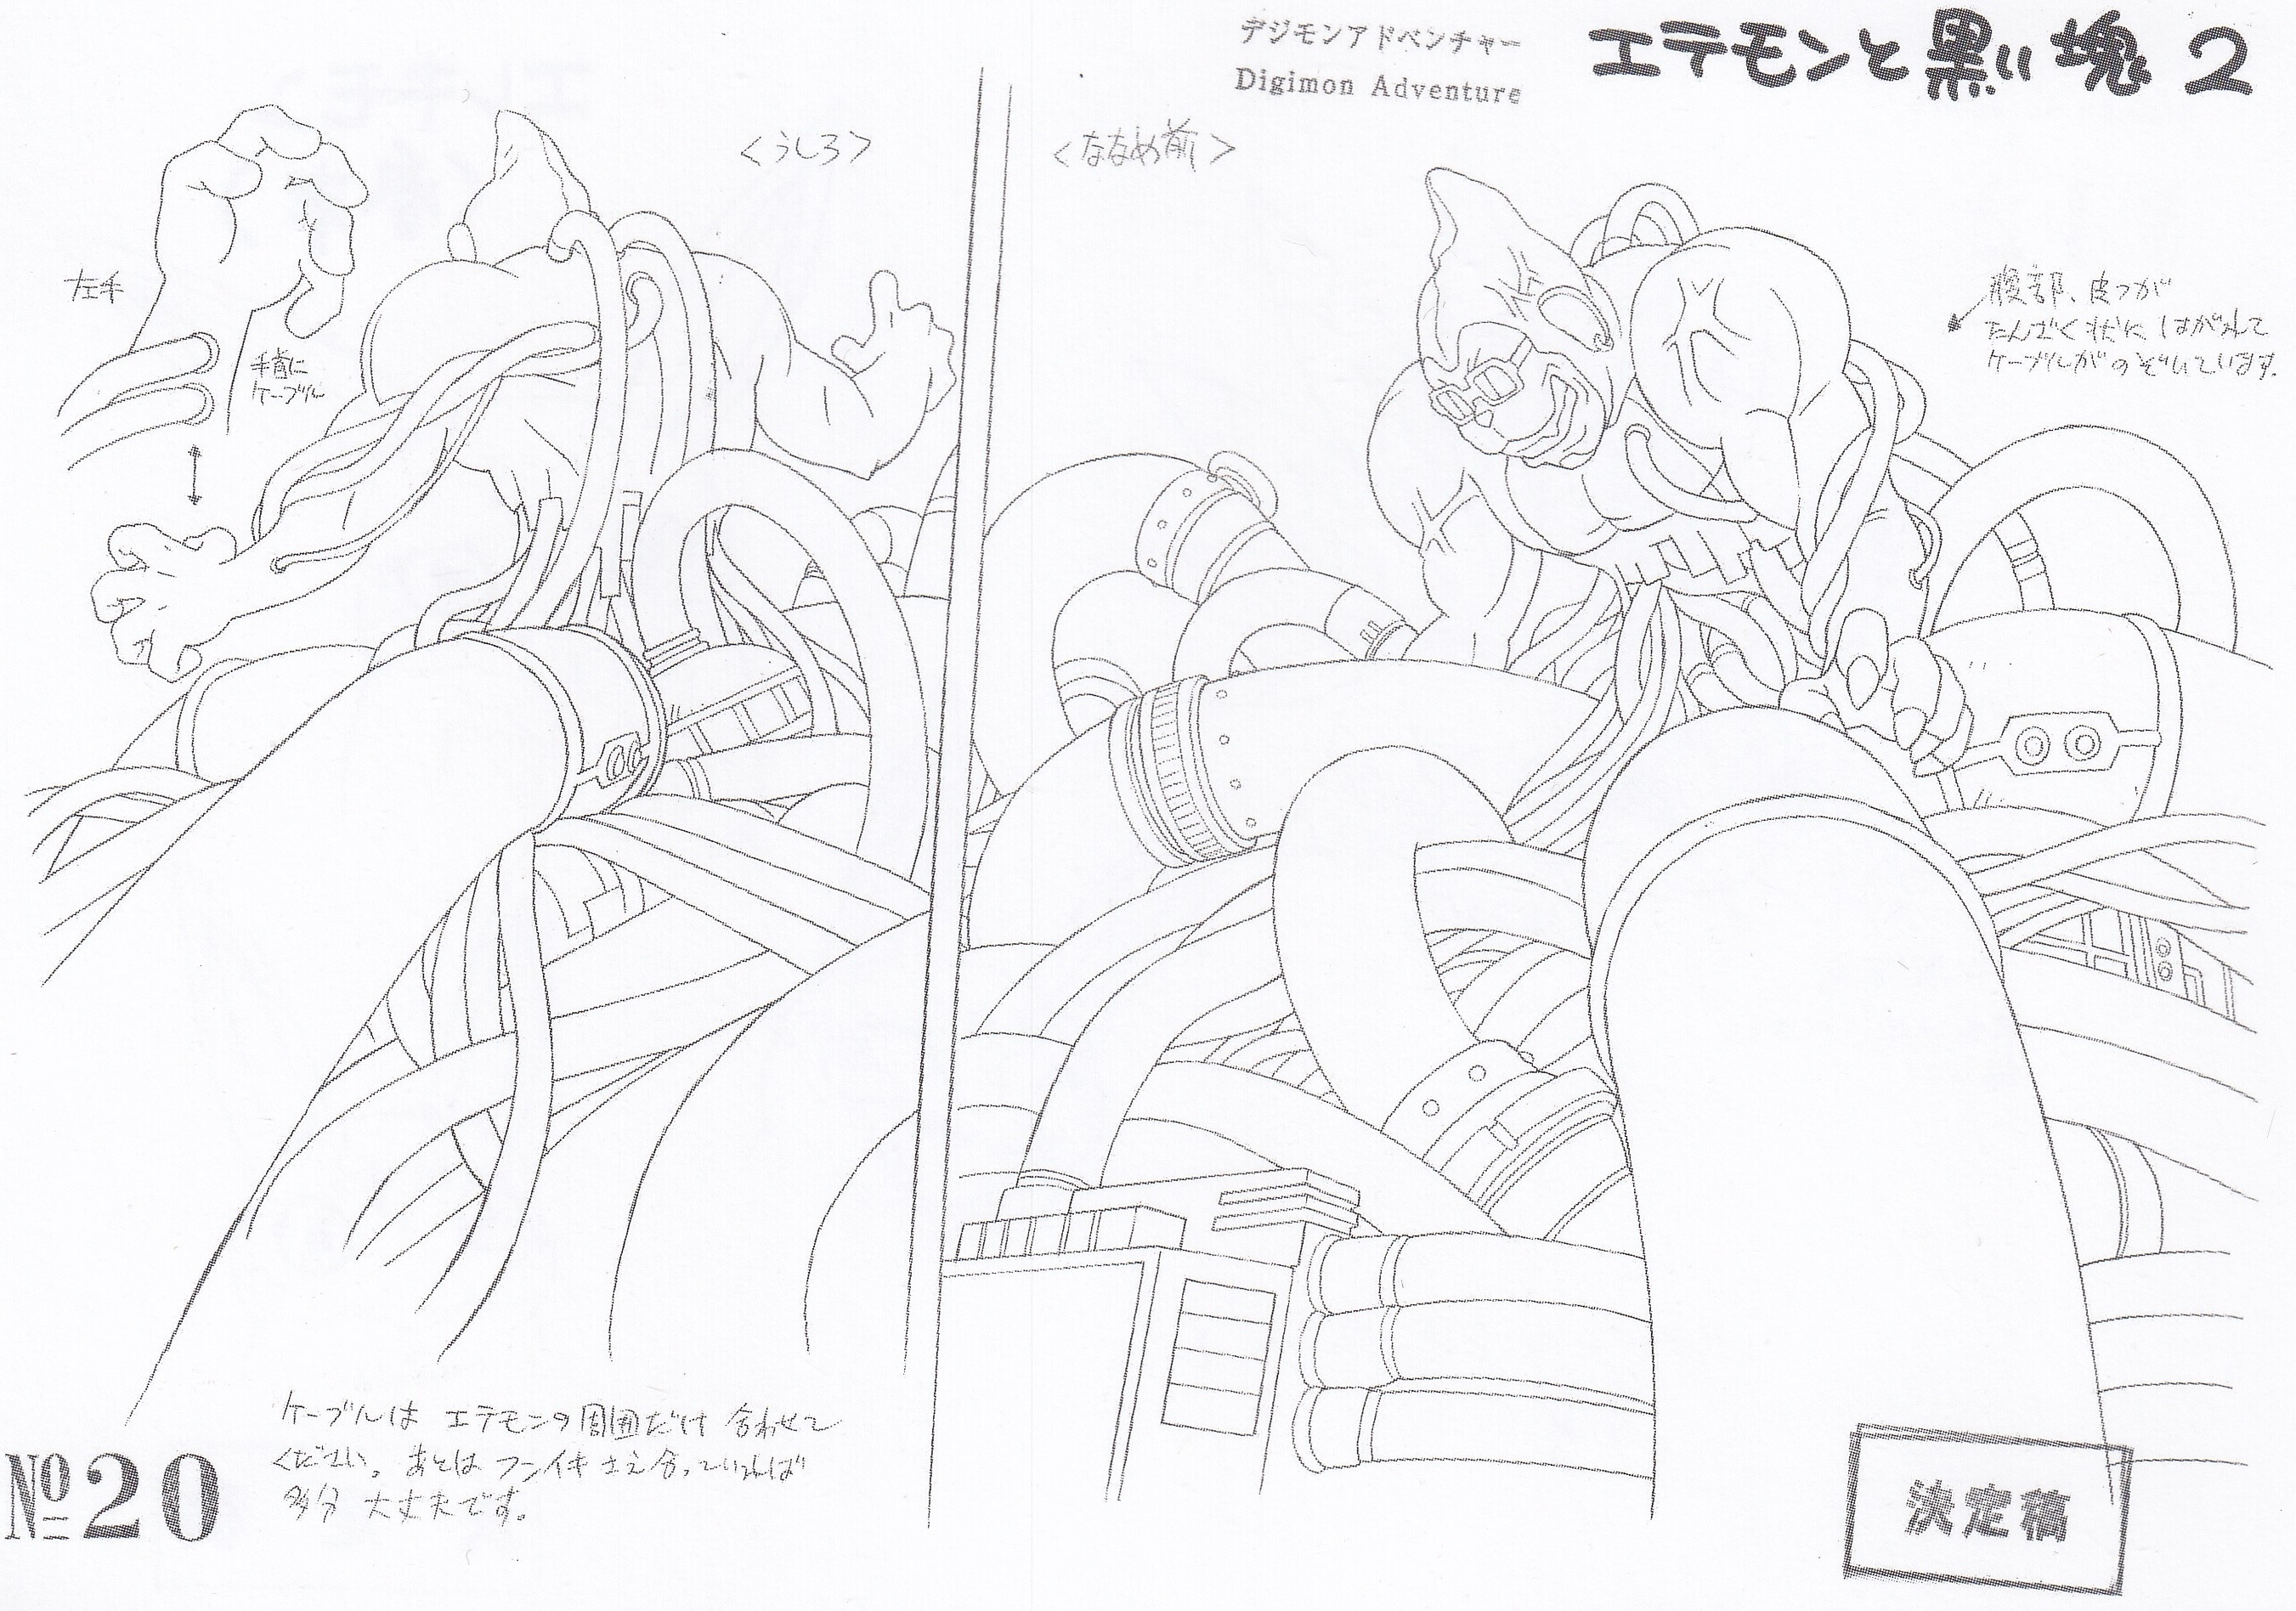 デジモンアドベンチャー
Digimon Adventure
エテモンと黒い塊 2
<うしろ>
<ななめ前>
左手
手首に
ケーブル
腹部、皮フが
たんざく状に はがれて
ケーブルがのぞいています。
ケーブルは エテモンの周囲だけ 合わせて
ください。あとは フンイキさえ合っていれば
多分 大丈夫です。
№20
決定稿